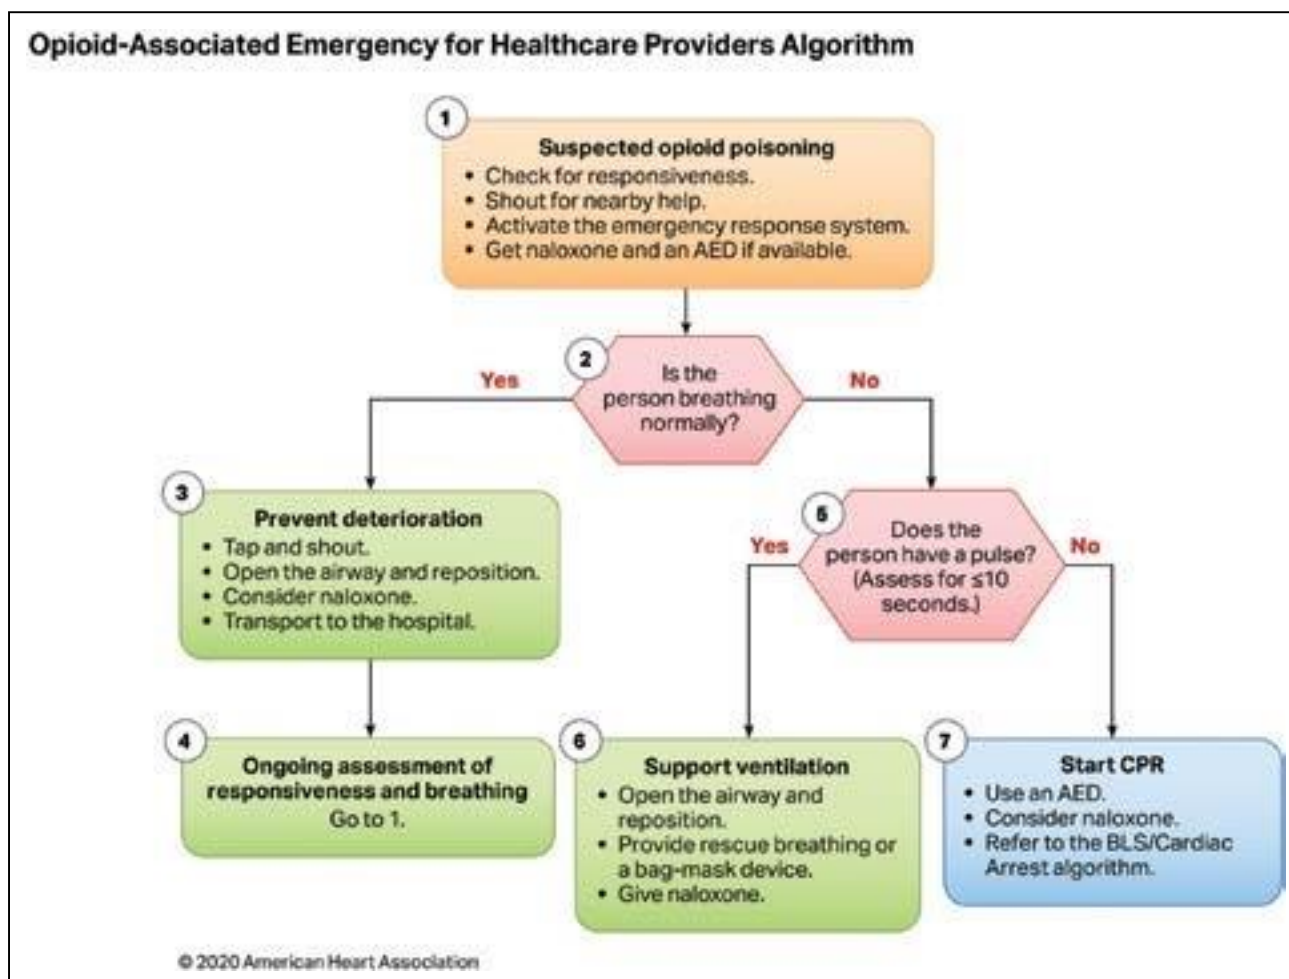 Opioid-Associated Emergency for Healthcare Providers Algorithm
1
Suspected opioid poisoning
• Check for responsiveness.
• Shout for nearby help.
• Activate the emergency response system.
• Get naloxone and an AED if available.
2
Is the
person breathing
normally?
Yes
No
3
Prevent deterioration
• Tap and shout.
• Open the airway and reposition.
• Consider naloxone.
• Transport to the hospital.
4
Ongoing assessment of
responsiveness and breathing
Go to 1.
5
Does the
person have a pulse?
(Assess for ≤10
seconds.)
Yes
No
6
Support ventilation
• Open the airway and
reposition.
• Provide rescue breathing or
a bag-mask device.
• Give naloxone.
7
Start CPR
• Use an AED.
• Consider naloxone.
• Refer to the BLS/Cardiac
Arrest algorithm.
© 2020 American Heart Association